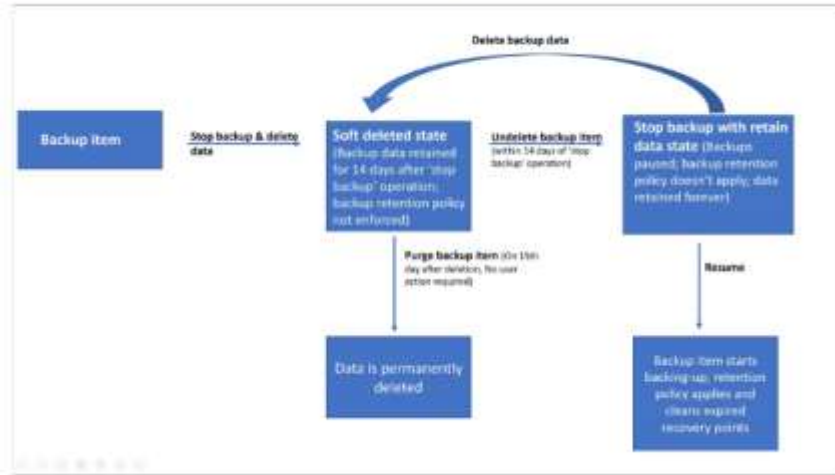 Delete backup data
Backup item
Stop backup & delete
data
Soft deleted state
(Backup data retained
for 14 days after 'stop
backup' operation;
backup retention policy
not enforced)
Undelete backup item
(within 14 days of 'stop
backup' operation)
Stop backup with retain
data state (Backups
paused; backup retention
policy doesn't apply; data
retained forever)
Purge backup item (On 15th
day after deletion, No user
action required)
Resume
Data is permanently
deleted
Backup item starts
backing-up, retention
policy applies and
cleans expired
recovery points